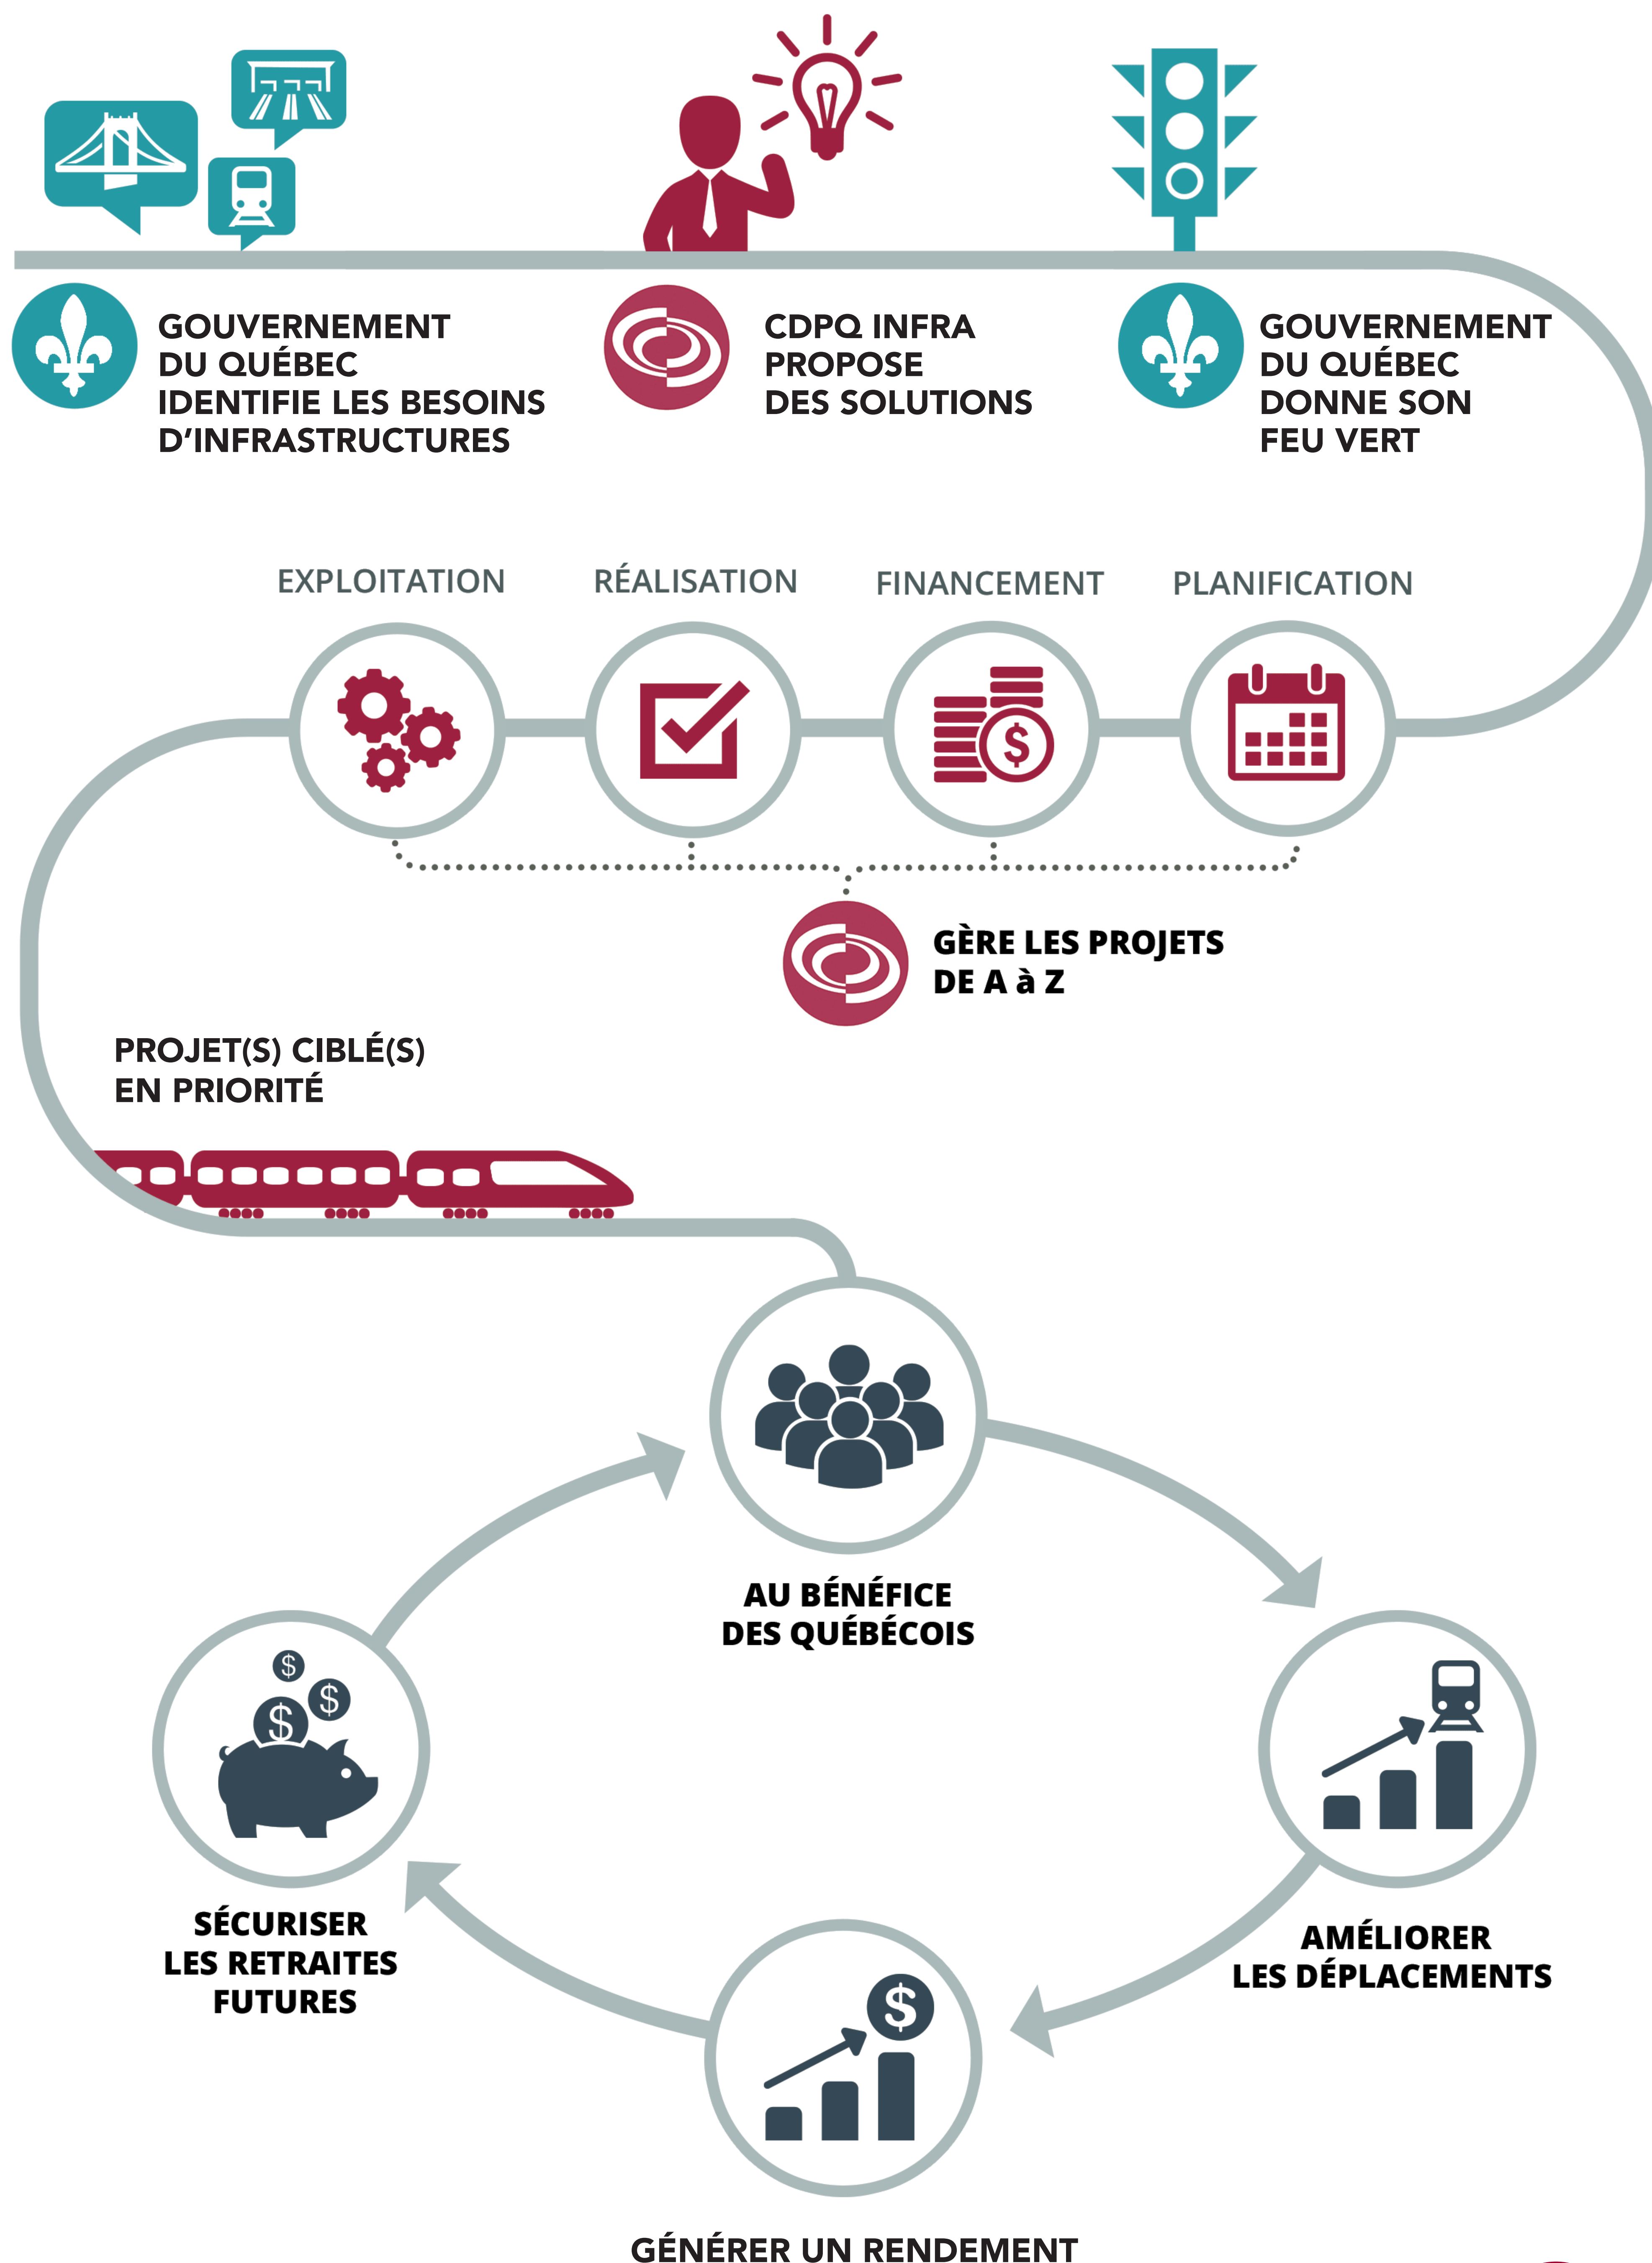 GOUVERNEMENT
DU QUÉBEC
IDENTIFIE LES BESOINS
D'INFRASTRUCTURES
CDPQ INFRA
PROPOSE
DES SOLUTIONS
GOUVERNEMENT
DU QUÉBEC
DONNE SON
FEU VERT
EXPLOITATION
RÉALISATION
FINANCEMENT
PLANIFICATION
$
GÈRE LES PROJETS
DE A à Z
PROJET(S) CIBLÉ(S)
EN PRIORITÉ
AU BÉNÉFICE
DES QUÉBÉCOIS
$
$
$
SÉCURISER
LES RETRAITES
FUTURES
AMÉLIORER
LES DÉPLACEMENTS
$
GÉNÉRER UN RENDEMENT